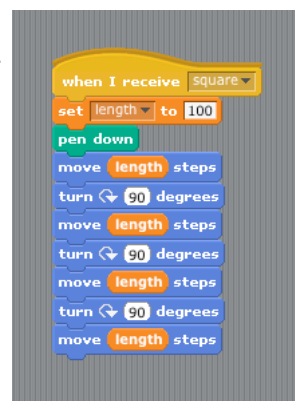 when I receive square
set length to 100
pen down
move length steps
turn 90 degrees
move length steps
turn 90 degrees
move length steps
turn 90 degrees
move length steps